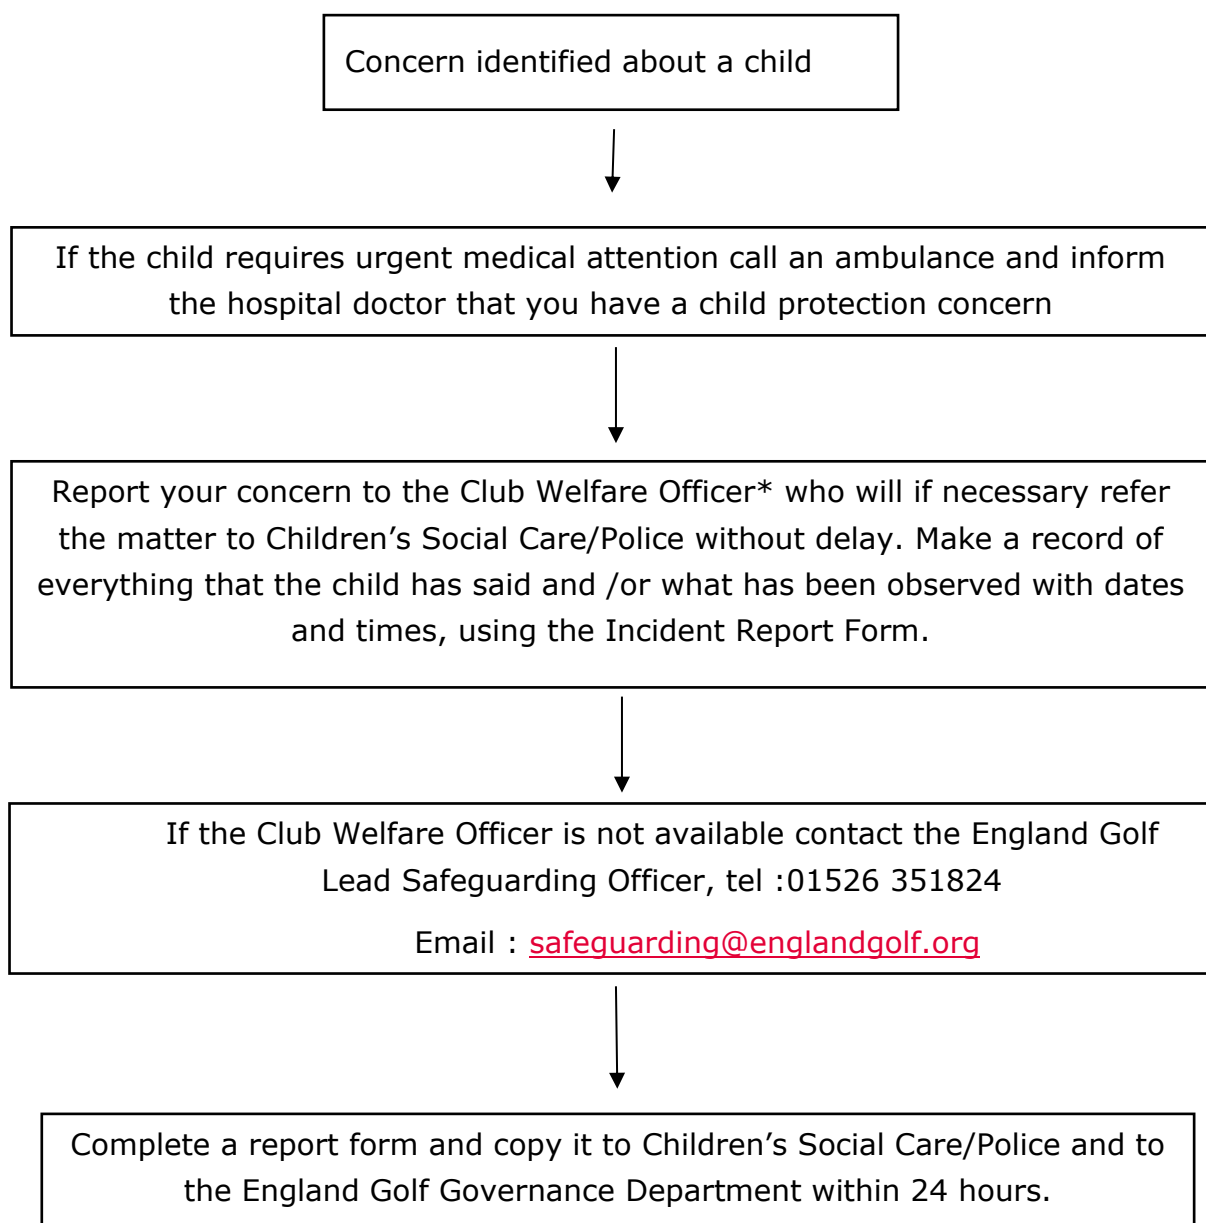 Concern identified about a child
If the child requires urgent medical attention call an ambulance and inform
the hospital doctor that you have a child protection concern
Report your concern to the Club Welfare Officer* who will if necessary refer
the matter to Children’s Social Care/Police without delay. Make a record of
everything that the child has said and /or what has been observed with dates
and times, using the Incident Report Form.
If the Club Welfare Officer is not available contact the England Golf
Lead Safeguarding Officer, tel :01526 351824
Email : safeguarding@englandgolf.org
Complete a report form and copy it to Children’s Social Care/Police and to
the England Golf Governance Department within 24 hours.